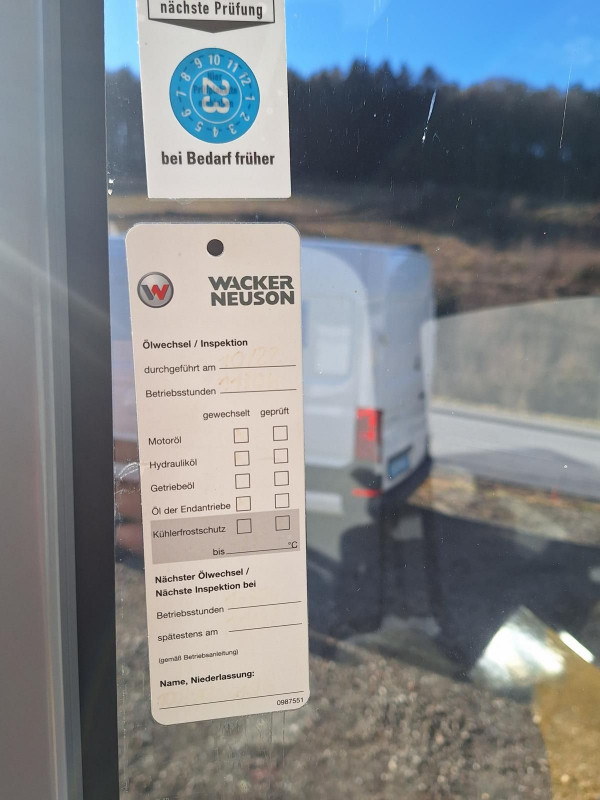 nächste Prüfung
7 8 9 10 11 12 1 2 3 4 5 6
23
bei Bedarf früher
W
WACKER
NEUSON
Ölwechsel / Inspektion
durchgeführt am
Betriebsstunden
gewechselt geprüft
Motoröl
Hydrauliköl
Getriebeöl
Öl der Endantriebe
Kühlerfrostschutz
bis °C
Nächster Ölwechsel /
Nächste Inspektion bei
Betriebsstunden
spätestens am
(gemäß Betriebsanleitung)
Name, Niederlassung:
0987551